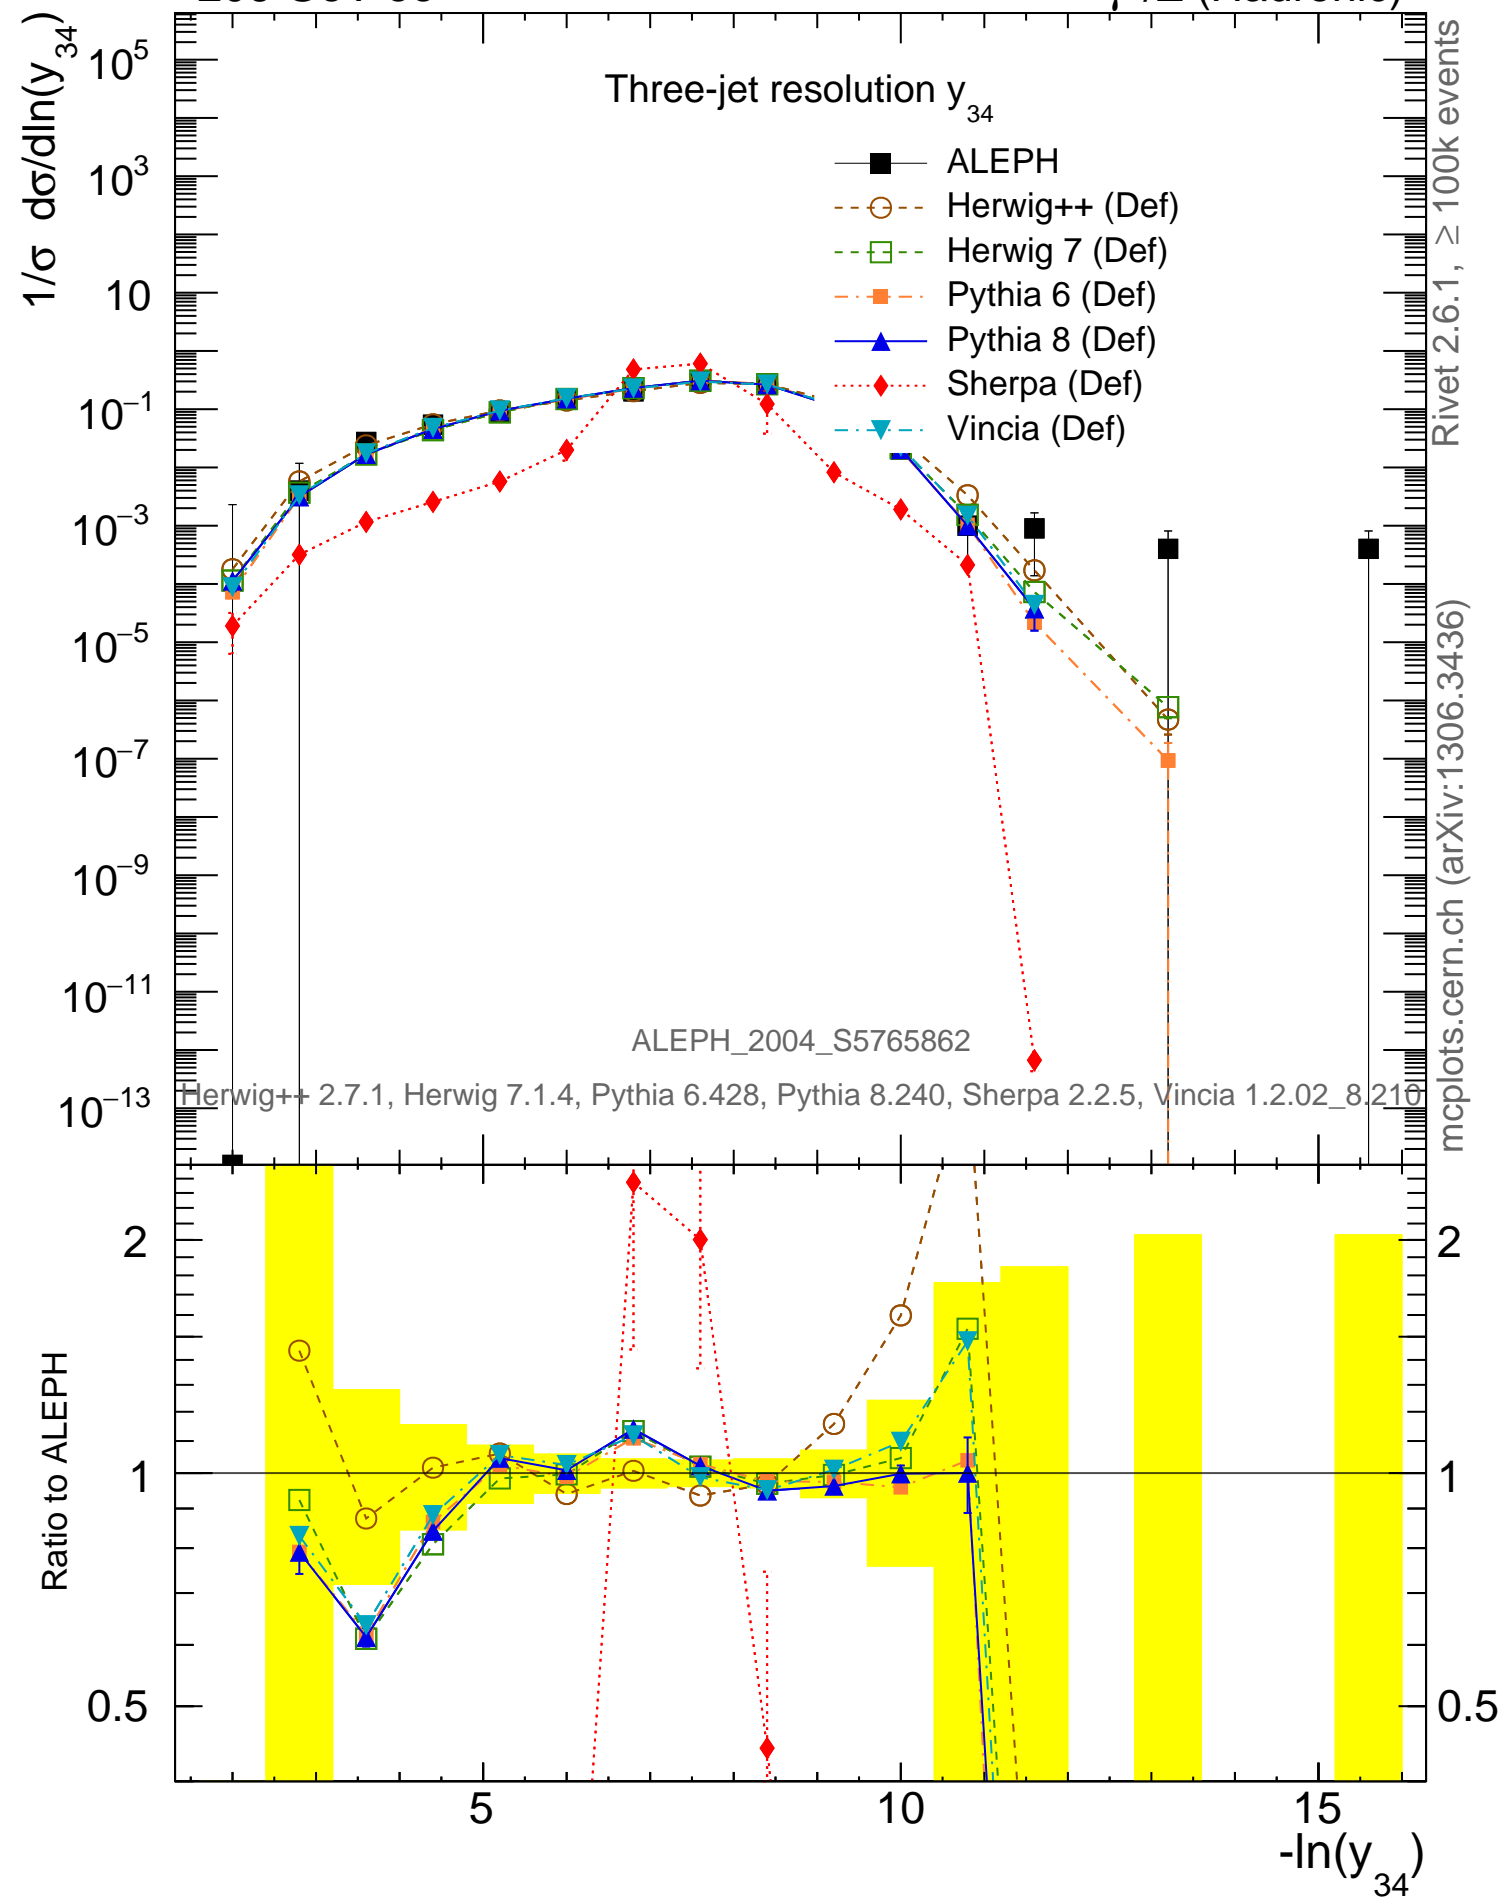 Three-jet resolution y34
1/σ dσ/dln(y34)
10^5
10^3
10
10^−1
10^−3
10^−5
10^−7
10^−9
10^−11
10^−13
ALEPH
Herwig++ (Def)
Herwig 7 (Def)
Pythia 6 (Def)
Pythia 8 (Def)
Sherpa (Def)
Vincia (Def)
Rivet 2.6.1, ≥ 100k events
mcplots.cern.ch (arXiv:1306.3436)
ALEPH_2004_S5765862
Herwig++ 2.7.1, Herwig 7.1.4, Pythia 6.428, Pythia 8.240, Sherpa 2.2.5, Vincia 1.2.02_8.210
Ratio to ALEPH
2
1
0.5
2
1
0.5
5
10
15
-ln(y34)